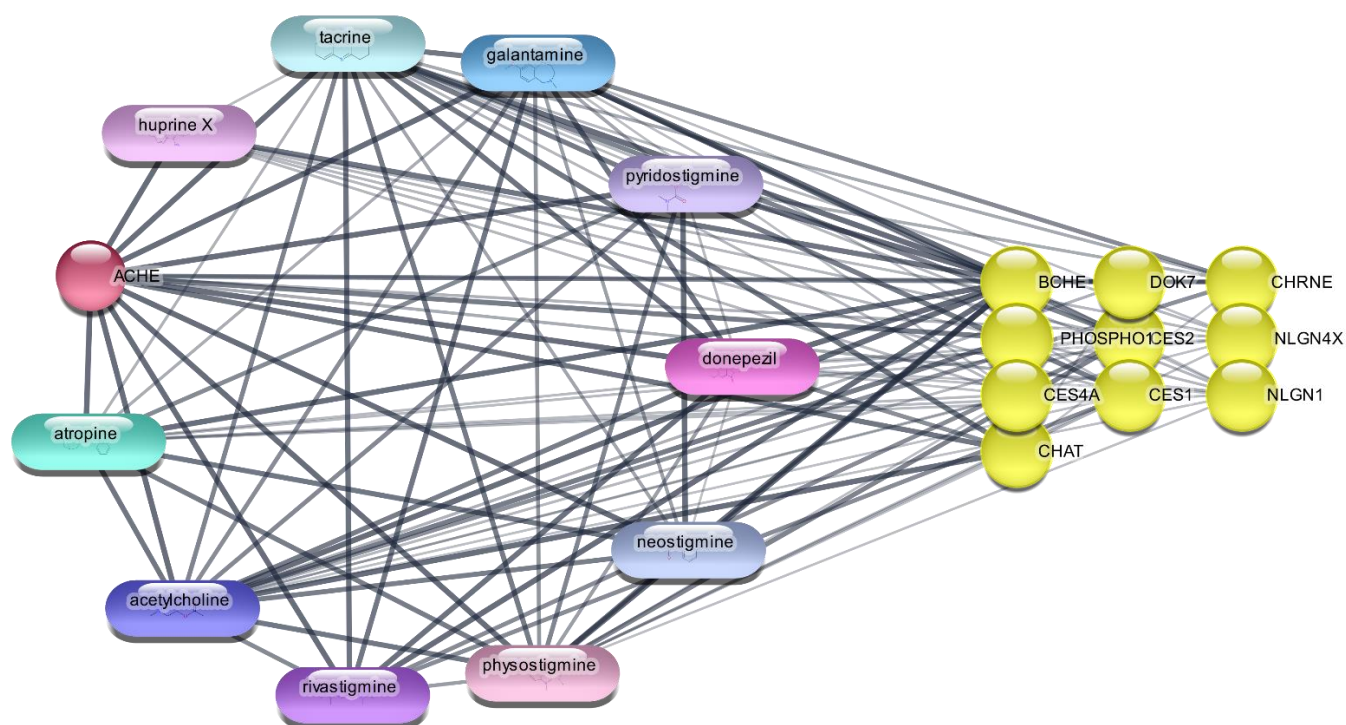 tacrine
galantamine
huprine X
pyridostigmine
ACHE
BCHE
DOK7
CHRNE
PHOSPHO1
CES2
NLGN4X
donepezil
CES4A
CES1
NLGN1
atropine
CHAT
neostigmine
acetylcholine
physostigmine
rivastigmine